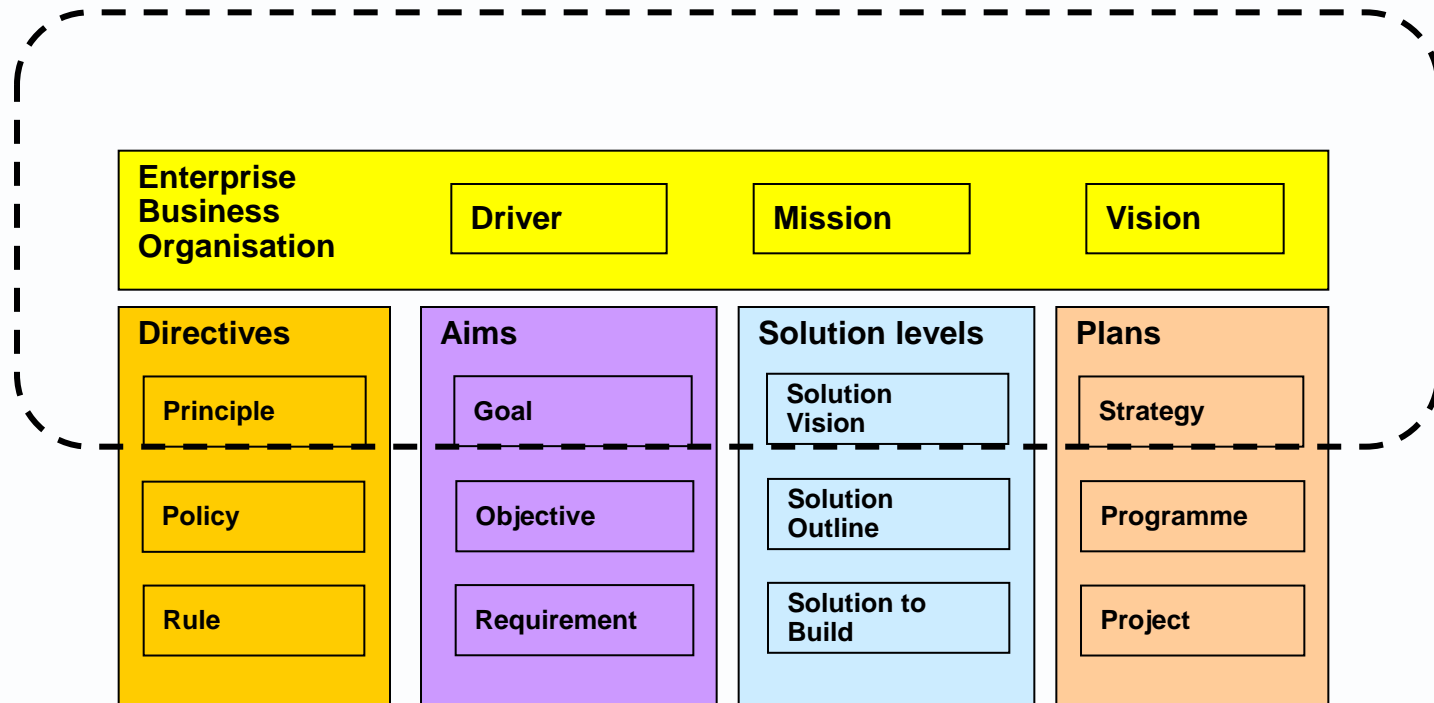 Enterprise
Business
Organisation
Driver
Mission
Vision
Directives
Principle
Policy
Rule
Aims
Goal
Objective
Requirement
Solution levels
Solution
Vision
Solution
Outline
Solution to
Build
Plans
Strategy
Programme
Project